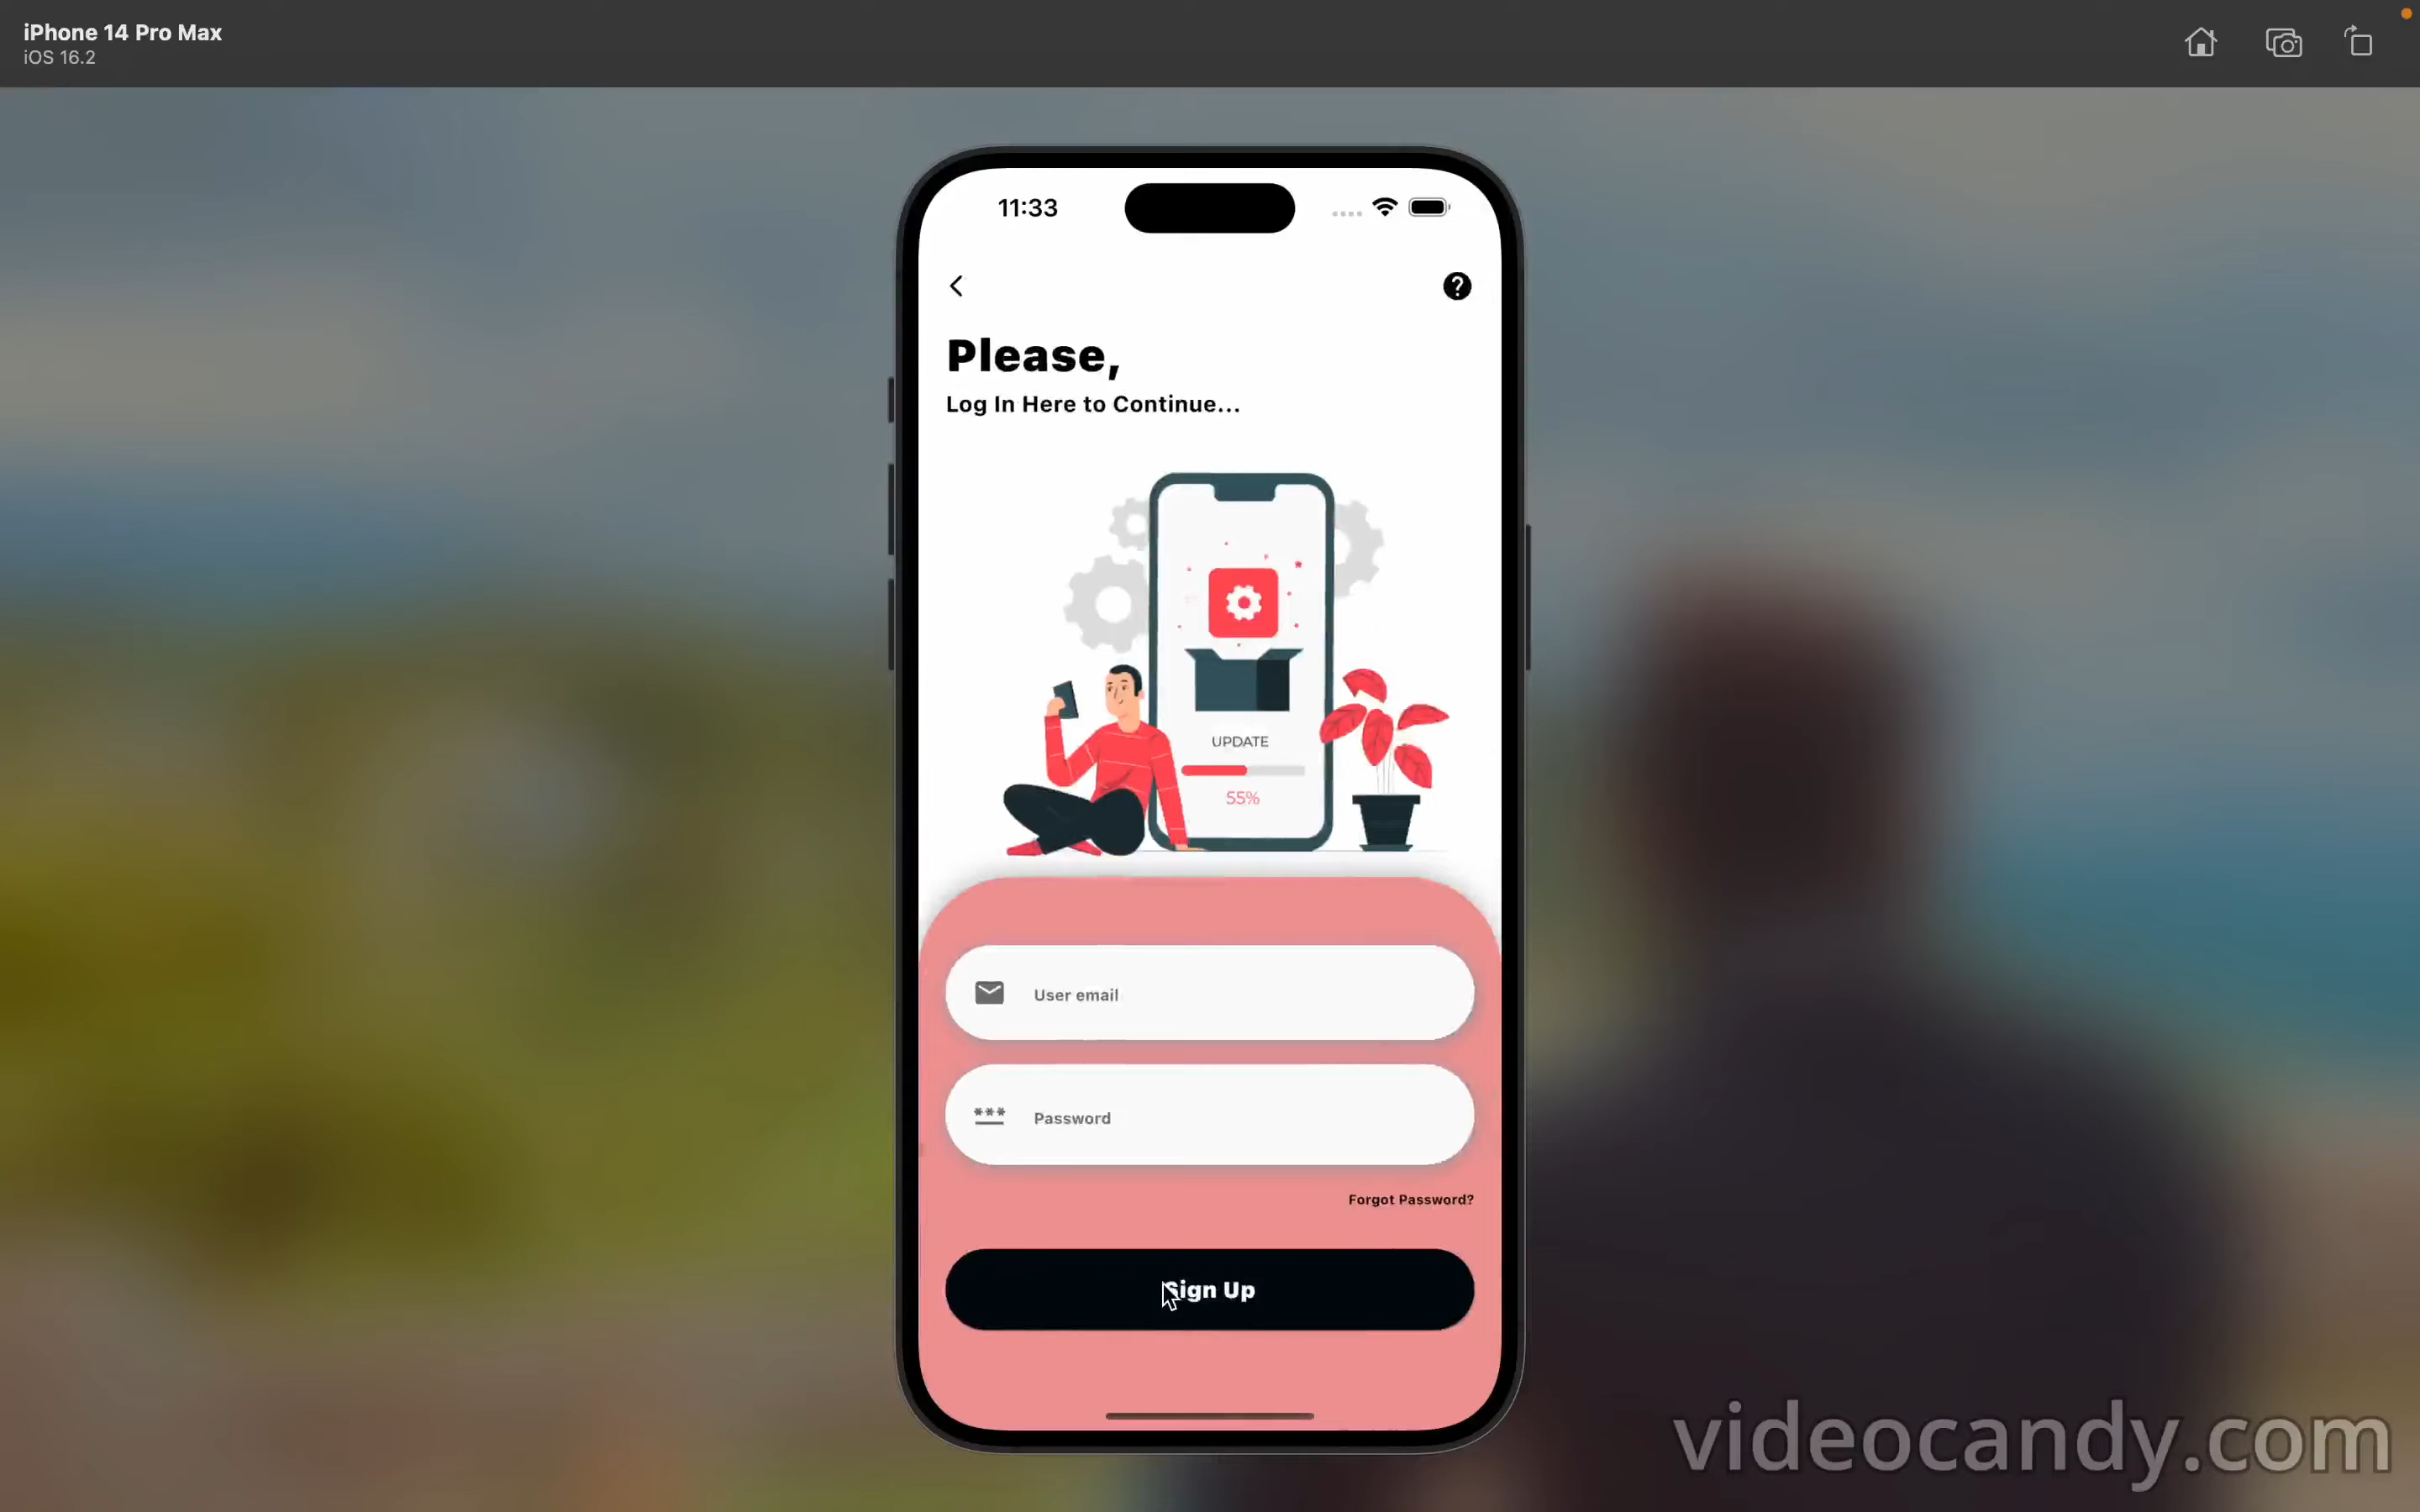 iPhone 14 Pro Max
iOS 16.2
11:33
Please,
Log In Here to Continue...
UPDATE
55%
User email
***
Password
Forgot Password?
Sign Up
videocandy.com